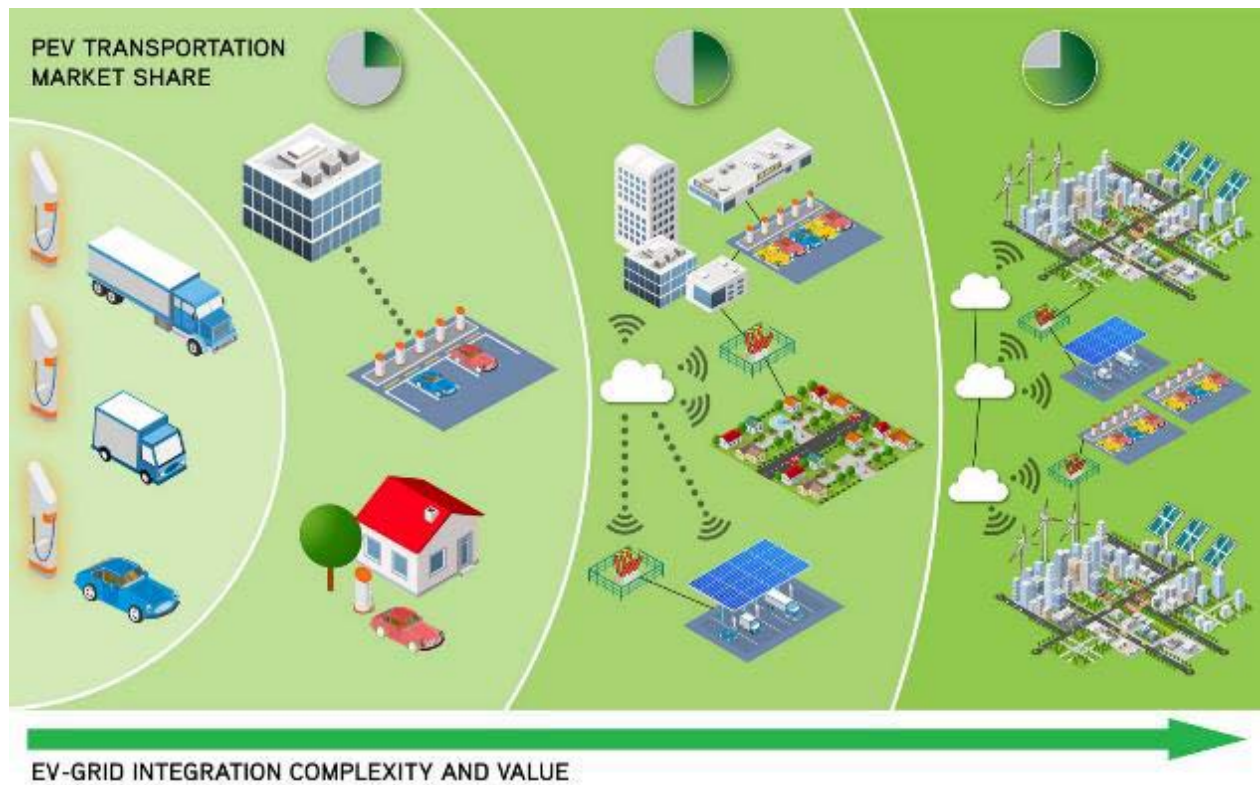 PEV TRANSPORTATION
MARKET SHARE
EV-GRID INTEGRATION COMPLEXITY AND VALUE